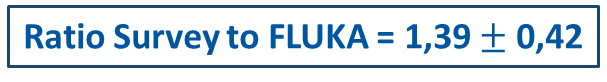 Ratio Survey to FLUKA = 1,39 ± 0,42